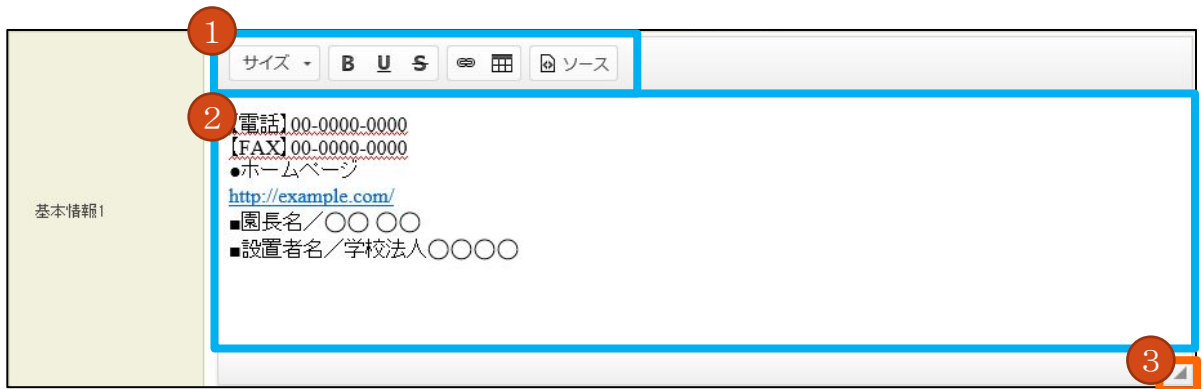 1
サイズ B U S ソース
2
【電話】00-0000-0000
【FAX】00-0000-0000
●ホームページ
http://example.com/
基本情報1
■園長名／〇〇 〇〇
■設置者名／学校法人〇〇〇〇
3